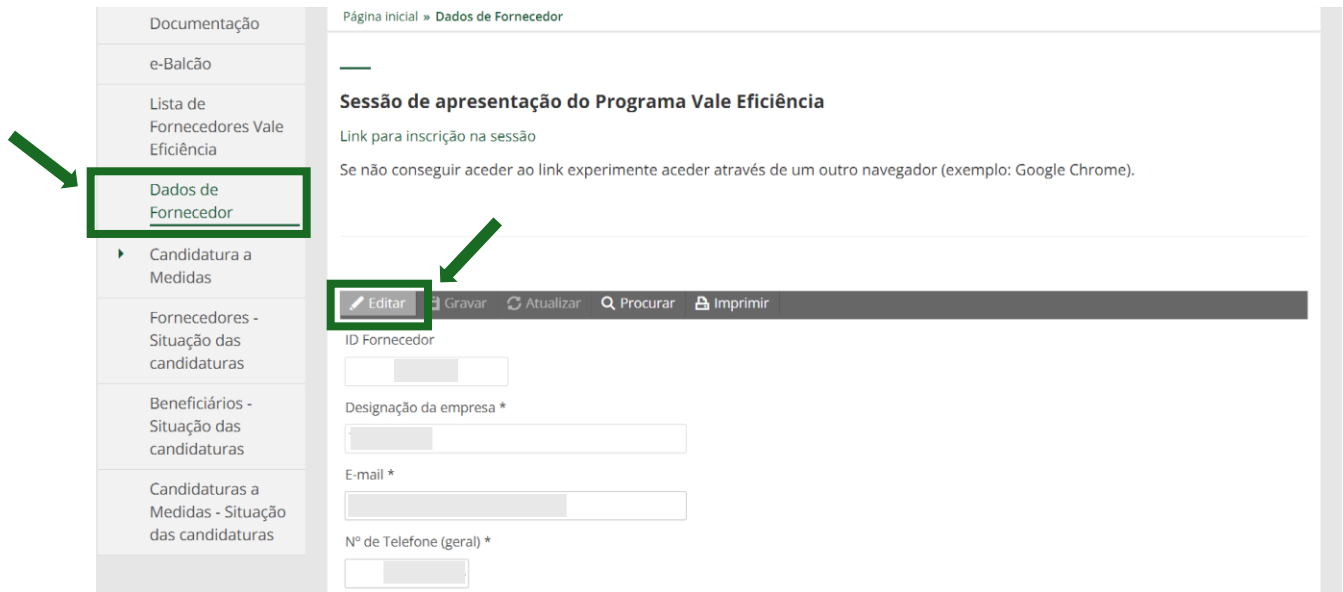 Documentação
e-Balcão
Lista de
Fornecedores Vale
Eficiência
Dados de
Fornecedor
Candidatura a
Medidas
Fornecedores -
Situação das
candidaturas
Beneficiários -
Situação das
candidaturas
Candidaturas a
Medidas - Situação
das candidaturas
Página inicial » Dados de Fornecedor
Sessão de apresentação do Programa Vale Eficiência
Link para inscrição na sessão
Se não conseguir aceder ao link experimente aceder através de um outro navegador (exemplo: Google Chrome).
Editar Gravar Atualizar Procurar Imprimir
ID Fornecedor
Designação da empresa *
E-mail *
Nº de Telefone (geral) *